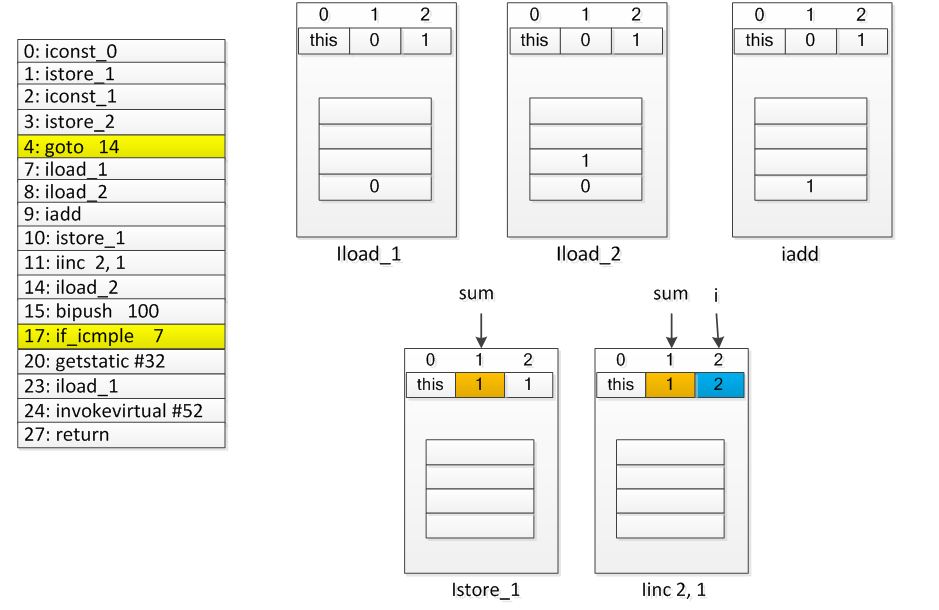 0: iconst_0
1: istore_1
2: iconst_1
3: istore_2
4: goto 14
7: iload_1
8: iload_2
9: iadd
10: istore_1
11: iinc 2, 1
14: iload_2
15: bipush 100
17: if_icmple 7
20: getstatic #32
23: iload_1
24: invokevirtual #52
27: return
0 1 2
this 0 1
0
Iload_1
0 1 2
this 0 1
1
0
Iload_2
0 1 2
this 0 1
1
iadd
sum
0 1 2
this 1 1
Istore_1
sum i
0 1 2
this 1 2
Iinc 2, 1